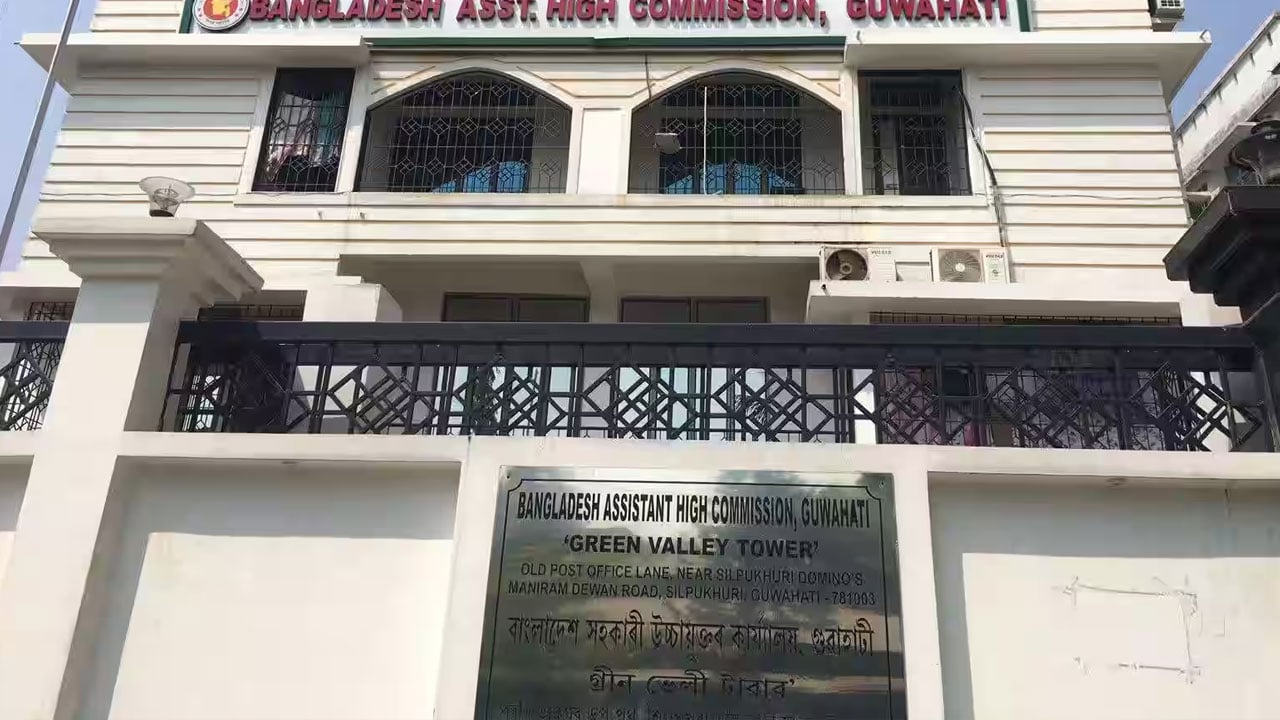 BANGLADESH ASST. HIGH COMMISSION, GUWAHATI
BANGLADESH ASSISTANT HIGH COMMISSION, GUWAHATI
'GREEN VALLEY TOWER'
OLD POST OFFICE LANE, NEAR SILPUKHURI DOMINO'S
MANIRAM DEWAN ROAD, SILPUKHURI, GUWAHATI - 781003
বাংলাদেশ সহকাৰী উচ্চায়ুক্তৰ কাৰ্য্যালয়, গুৱাহাটী
গ্ৰীন ভেলী টাৱাৰ'